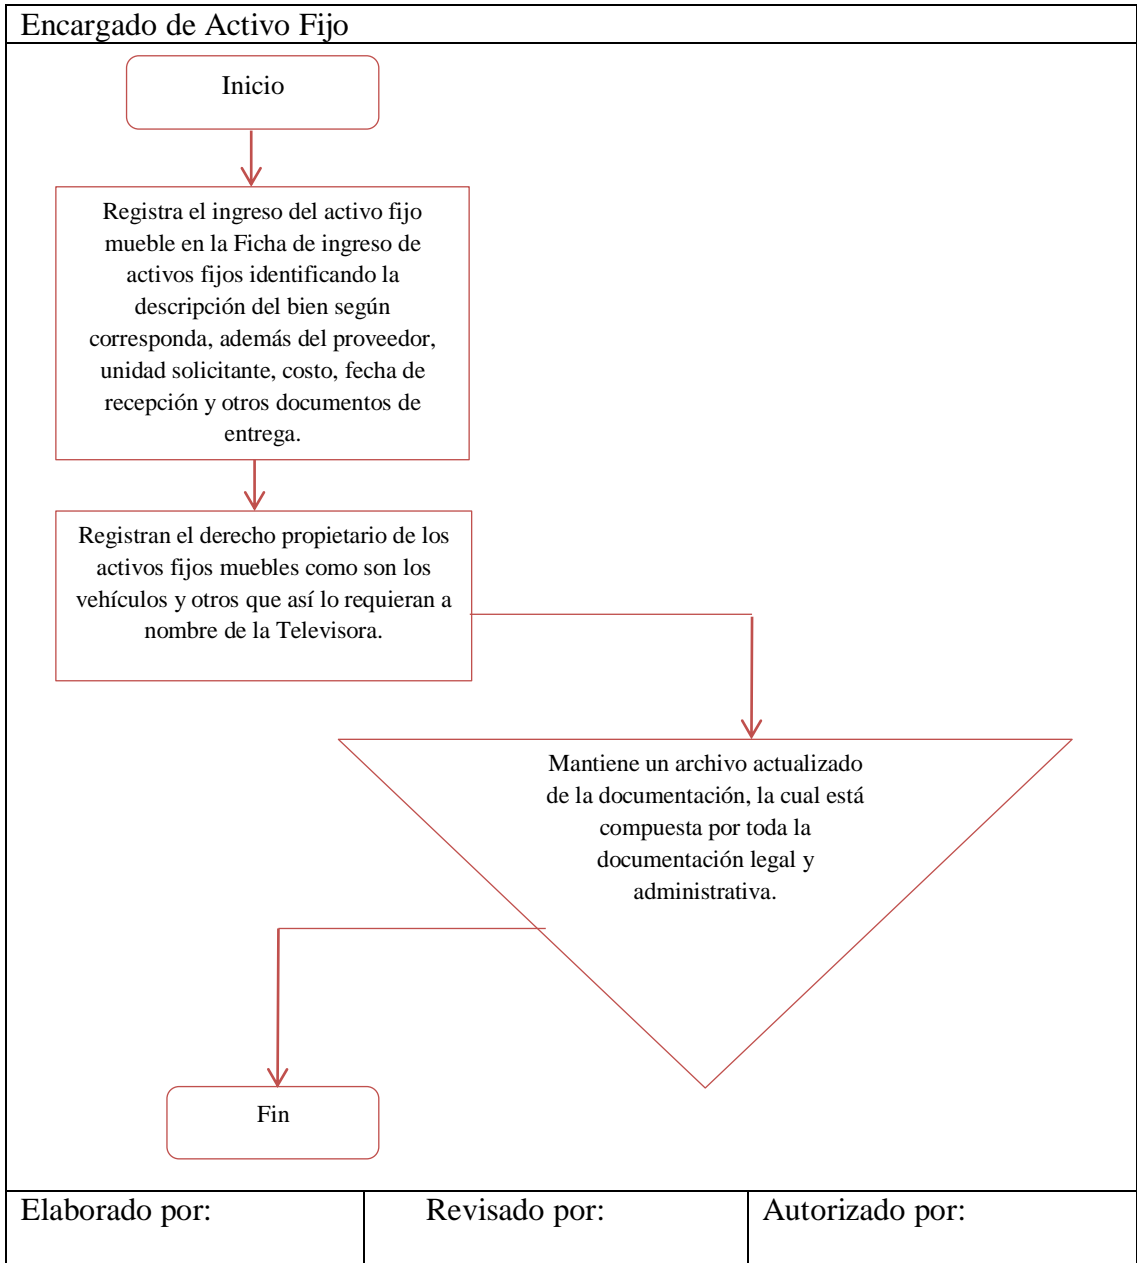 Encargado de Activo Fijo
Inicio
Registra el ingreso del activo fijo
mueble en la Ficha de ingreso de
activos fijos identificando la
descripción del bien según
corresponda, además del proveedor,
unidad solicitante, costo, fecha de
recepción y otros documentos de
entrega.
Registran el derecho propietario de los
activos fijos muebles como son los
vehículos y otros que así lo requieran a
nombre de la Televisora.
Mantiene un archivo actualizado
de la documentación, la cual está
compuesta por toda la
documentación legal y
administrativa.
Fin
Elaborado por:
Revisado por:
Autorizado por: